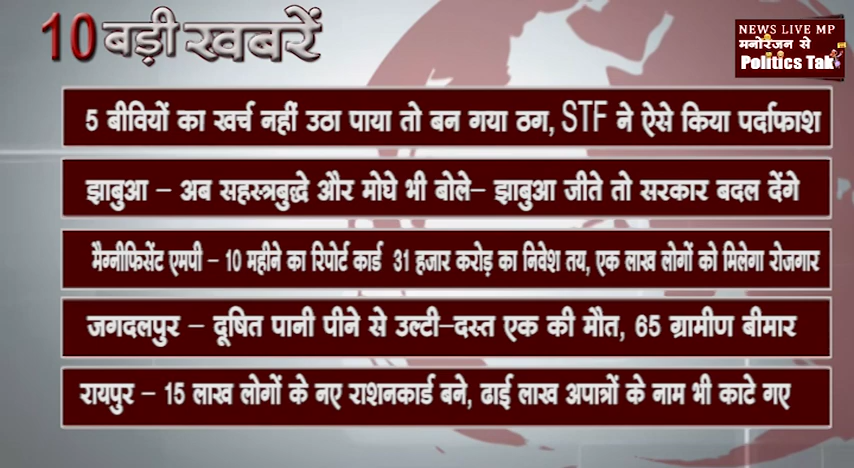 10 बड़ी खबरें
NEWS LIVE MP
मनोरंजन से
Politics Tak
5 बीवियों का खर्च नहीं उठा पाया तो बन गया ठग, STF ने ऐसे किया पर्दाफाश
झाबुआ – अब सहस्त्रबुद्धे और मोघे भी बोले– झाबुआ जीते तो सरकार बदल देंगे
मैग्नीफिसेंट एमपी – 10 महीने का रिपोर्ट कार्ड 31 हजार करोड़ का निवेश तय, एक लाख लोगों को मिलेगा रोजगार
जगदलपुर – दूषित पानी पीने से उल्टी–दस्त एक की मौत, 65 ग्रामीण बीमार
रायपुर – 15 लाख लोगों के नए राशनकार्ड बने, ढाई लाख अपात्रों के नाम भी काटे गए